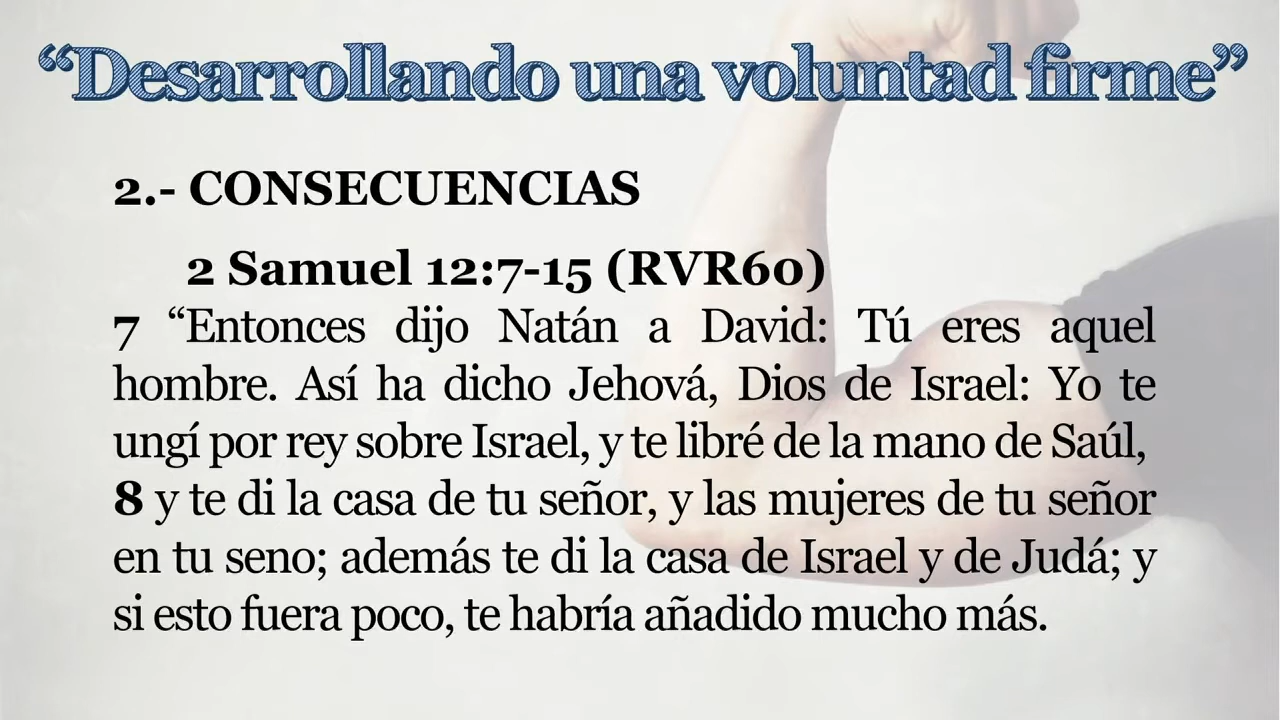 “Desarrollando una voluntad firme”
2.- CONSECUENCIAS
2 Samuel 12:7-15 (RVR60)
7 “Entonces dijo Natán a David: Tú eres aquel
hombre. Así ha dicho Jehová, Dios de Israel: Yo te
ungí por rey sobre Israel, y te libré de la mano de Saúl,
8 y te di la casa de tu señor, y las mujeres de tu señor
en tu seno; además te di la casa de Israel y de Judá; y
si esto fuera poco, te habría añadido mucho más.